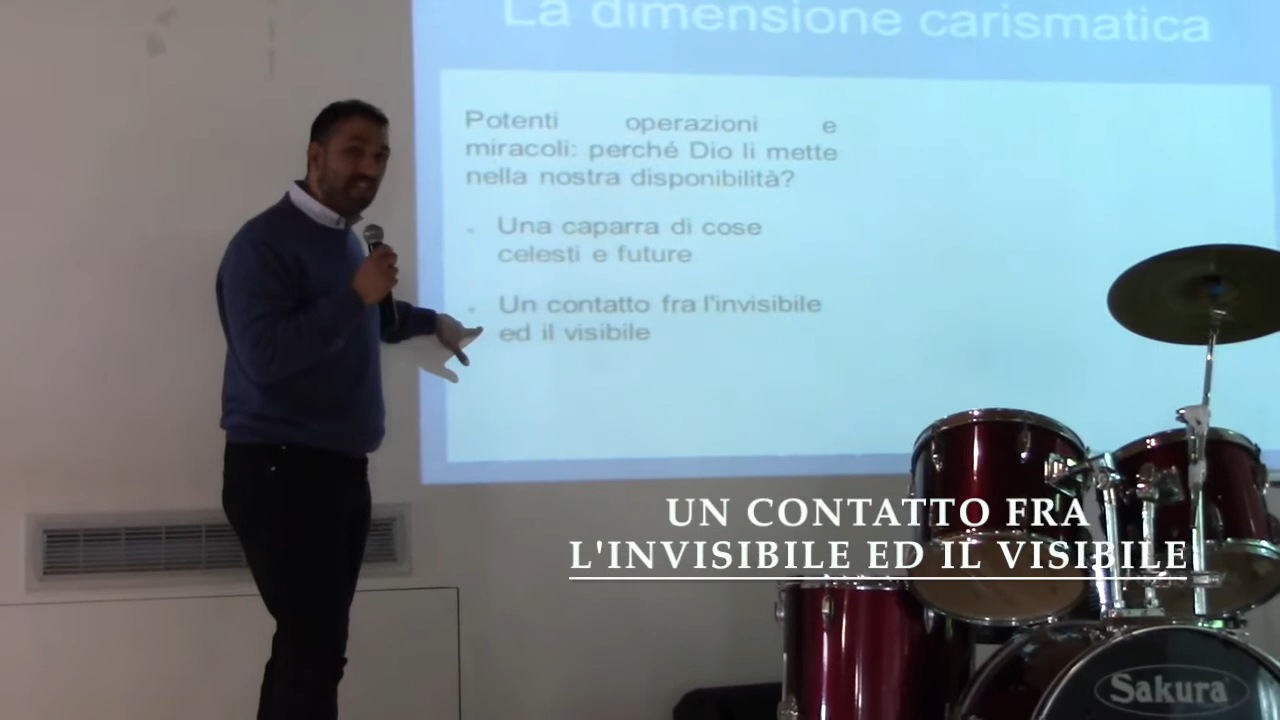 La dimensione carismatica
Potenti operazioni e
miracoli: perché Dio li mette
nella nostra disponibilità?
Una caparra di cose
celesti e future
Un contatto fra l'invisibile
ed il visibile
UN CONTATTO FRA
L'INVISIBILE ED IL VISIBILE
Sakura